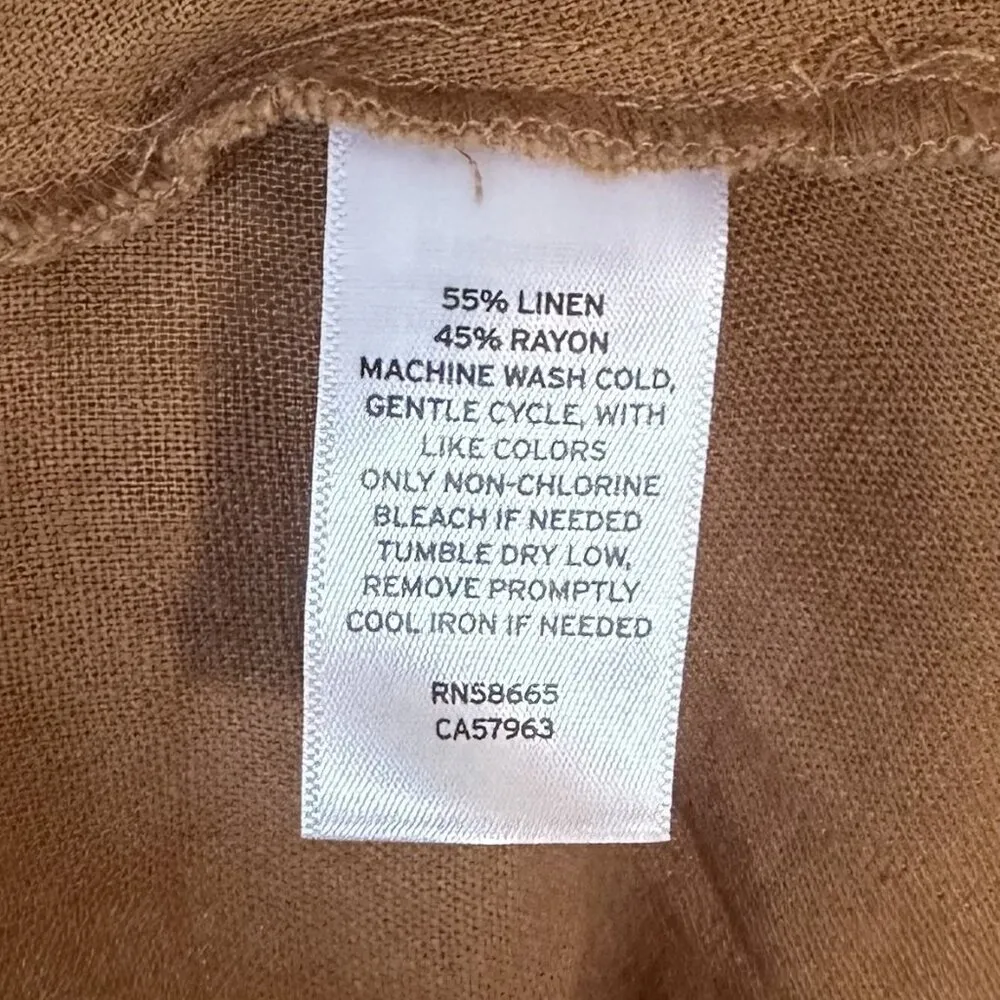 55% LINEN
45% RAYON
MACHINE WASH COLD,
GENTLE CYCLE, WITH
LIKE COLORS
ONLY NON-CHLORINE
BLEACH IF NEEDED
TUMBLE DRY LOW,
REMOVE PROMPTLY
COOL IRON IF NEEDED
RN58665
CA57963